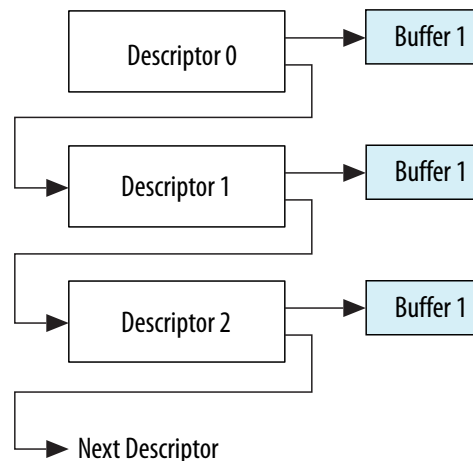 Descriptor 0
Buffer 1
Descriptor 1
Buffer 1
Descriptor 2
Buffer 1
Next Descriptor